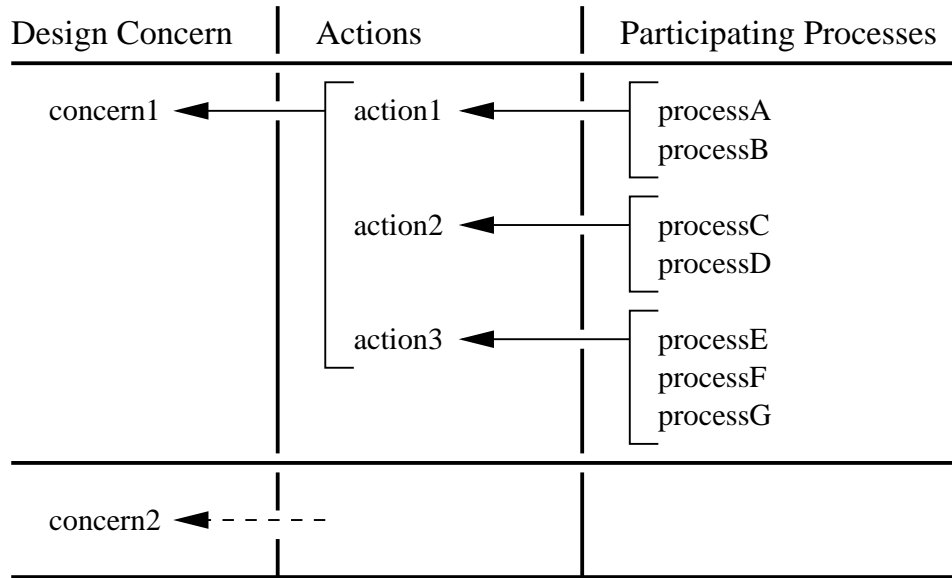 Design Concern Actions Participating Processes
concern1 action1 processA
processB
action2 processC
processD
action3 processE
processF
processG
concern2